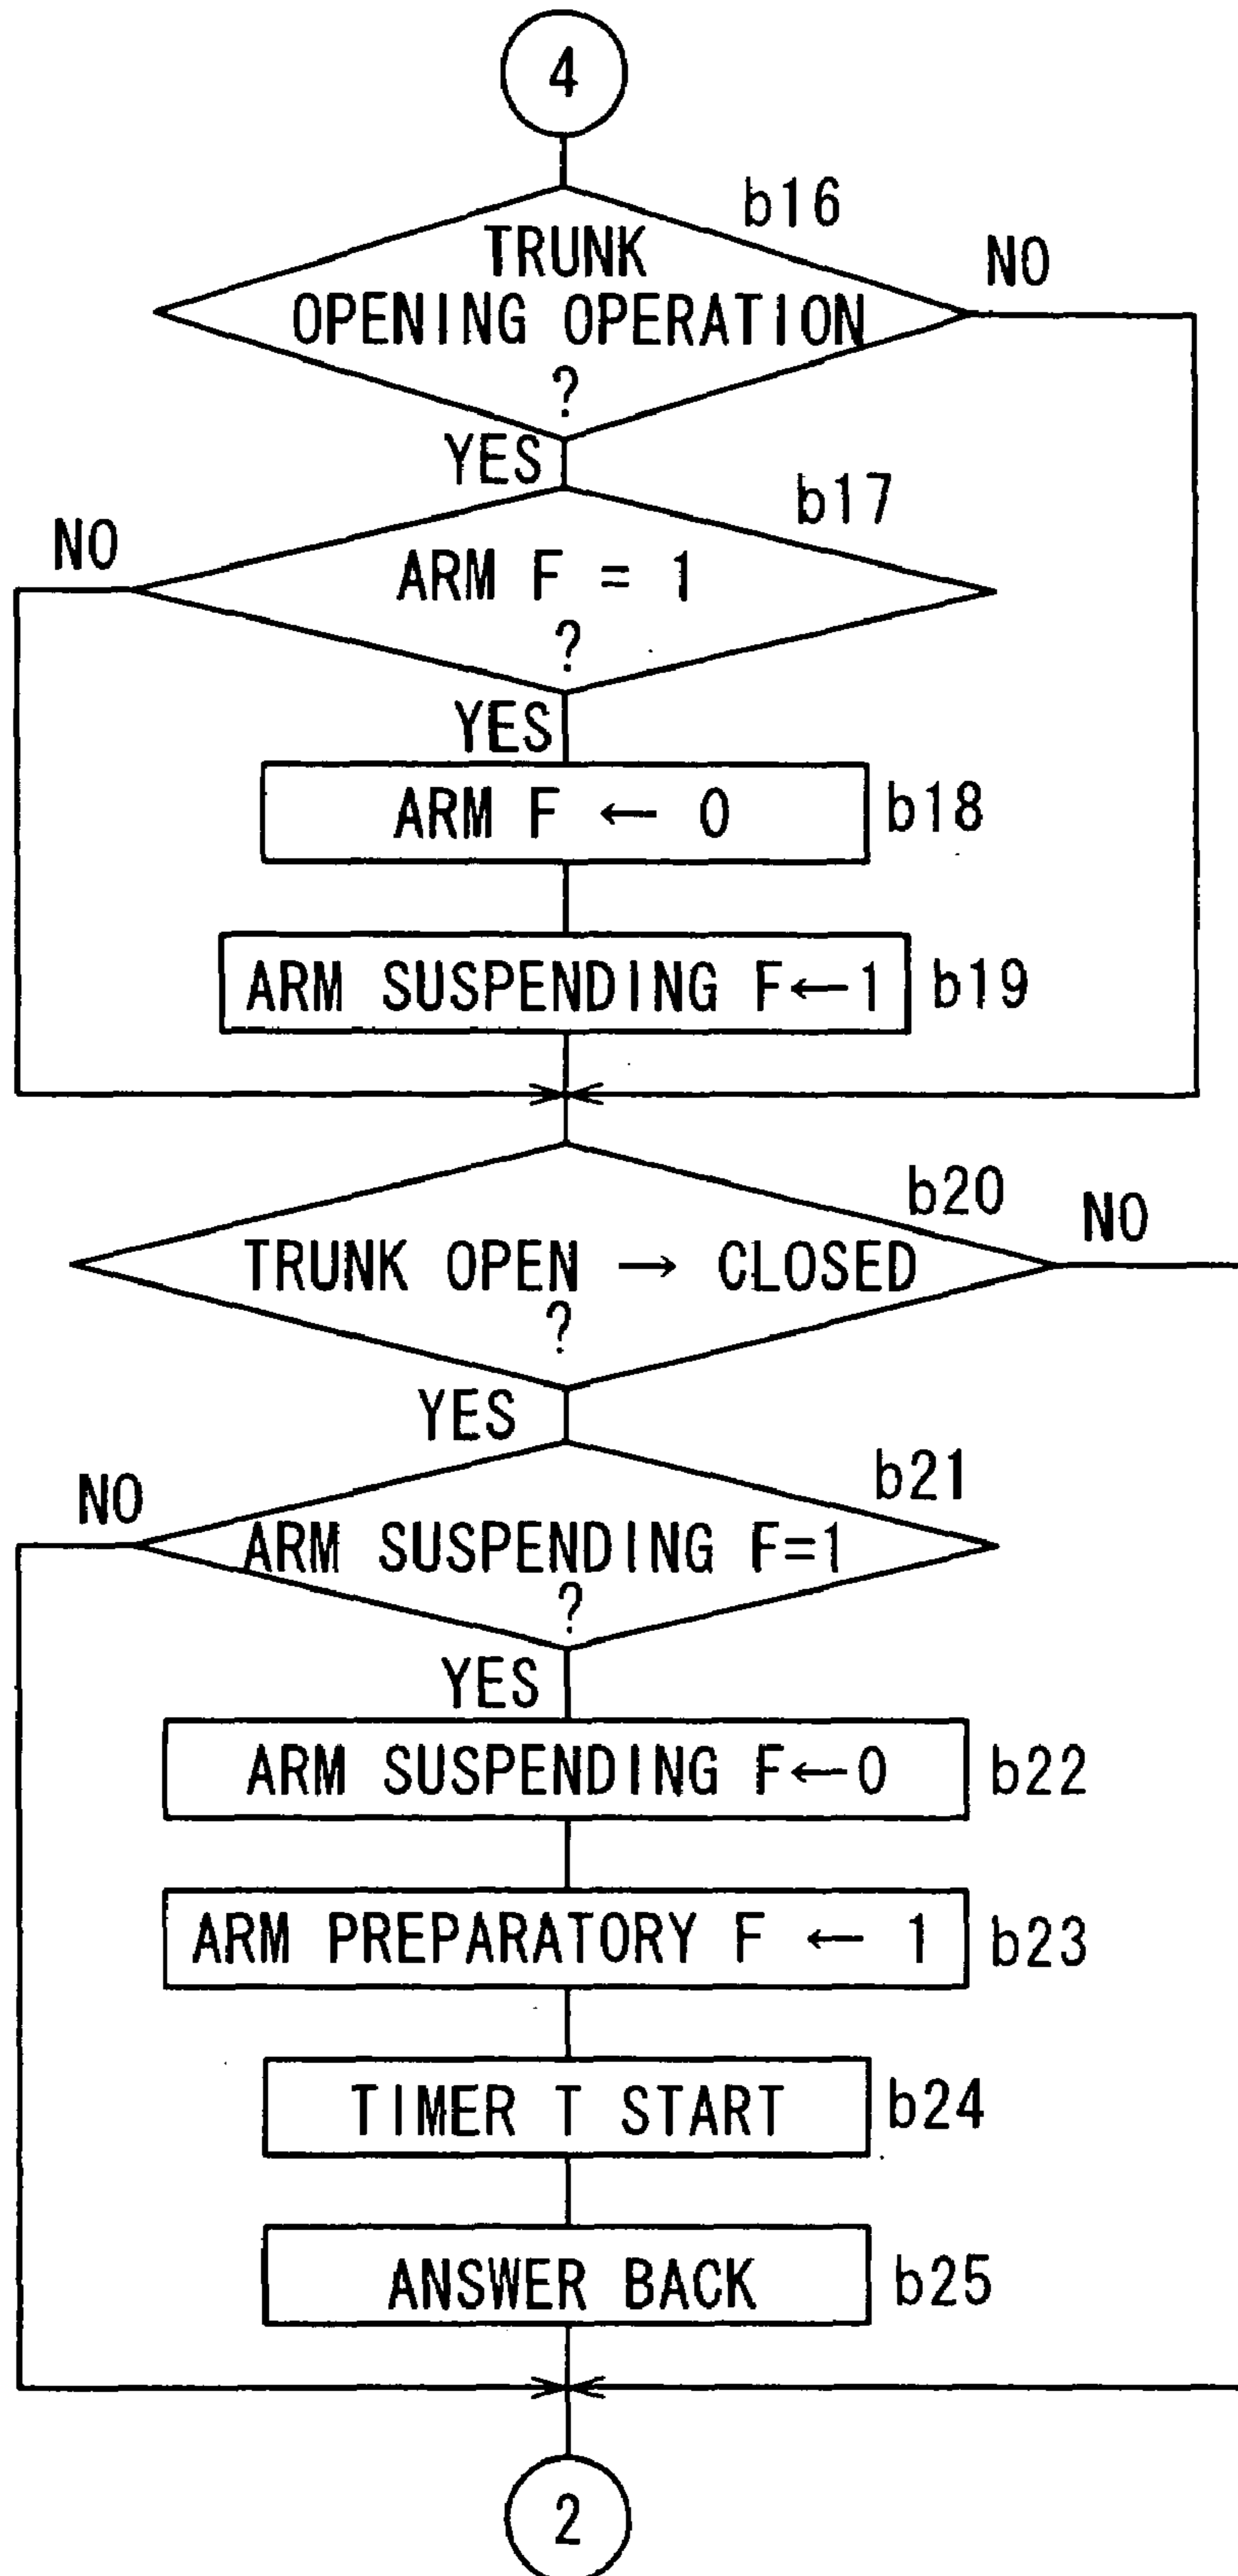 4
b16
TRUNK
NO
OPENING OPERATION
?
YES
b17
NO
ARM F = 1
?
YES
ARM F ← 0
b18
ARM SUSPENDING F←1
b19
b20
NO
TRUNK OPEN → CLOSED
?
YES
b21
NO
ARM SUSPENDING F=1
?
YES
ARM SUSPENDING F←0
b22
ARM PREPARATORY F ← 1
b23
TIMER T START
b24
ANSWER BACK
b25
2